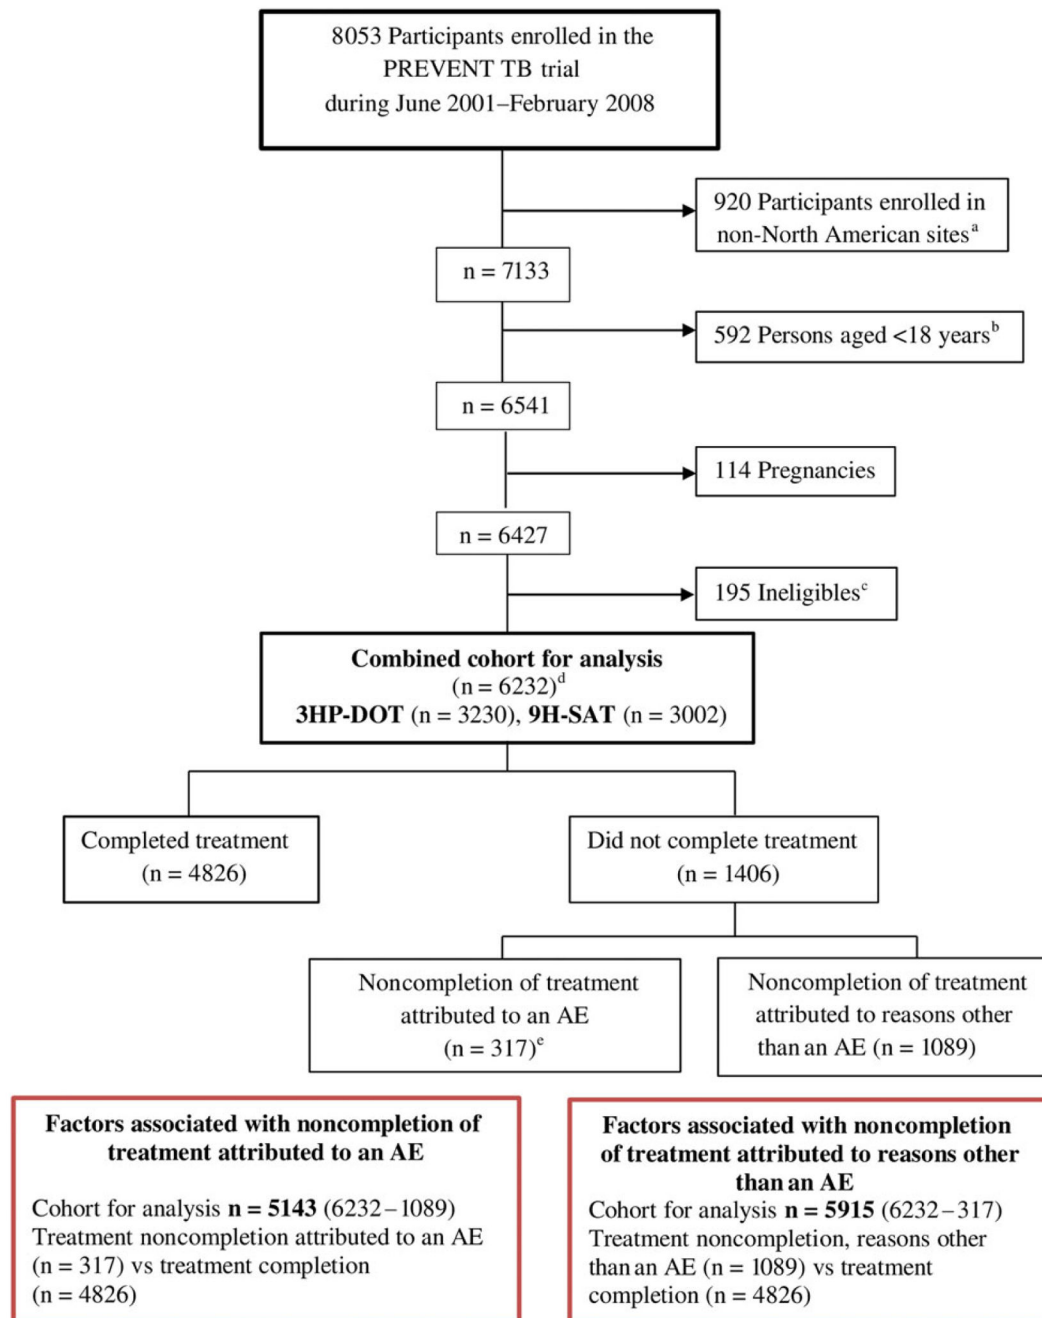 8053 Participants enrolled in the
PREVENT TB trial
during June 2001–February 2008
920 Participants enrolled in
non-North American sites^a
n = 7133
592 Persons aged <18 years^b
n = 6541
114 Pregnancies
n = 6427
195 Ineligibles^c
Combined cohort for analysis
(n = 6232)^d
3HP-DOT (n = 3230), 9H-SAT (n = 3002)
Completed treatment
(n = 4826)
Did not complete treatment
(n = 1406)
Noncompletion of treatment
attributed to an AE
(n = 317)^e
Noncompletion of treatment
attributed to reasons other
than an AE (n = 1089)
Factors associated with noncompletion of
treatment attributed to an AE
Cohort for analysis n = 5143 (6232–1089)
Treatment noncompletion attributed to an AE
(n = 317) vs treatment completion
(n = 4826)
Factors associated with noncompletion
of treatment attributed to reasons other
than an AE
Cohort for analysis n = 5915 (6232–317)
Treatment noncompletion, reasons other
than an AE (n = 1089) vs treatment
completion (n = 4826)